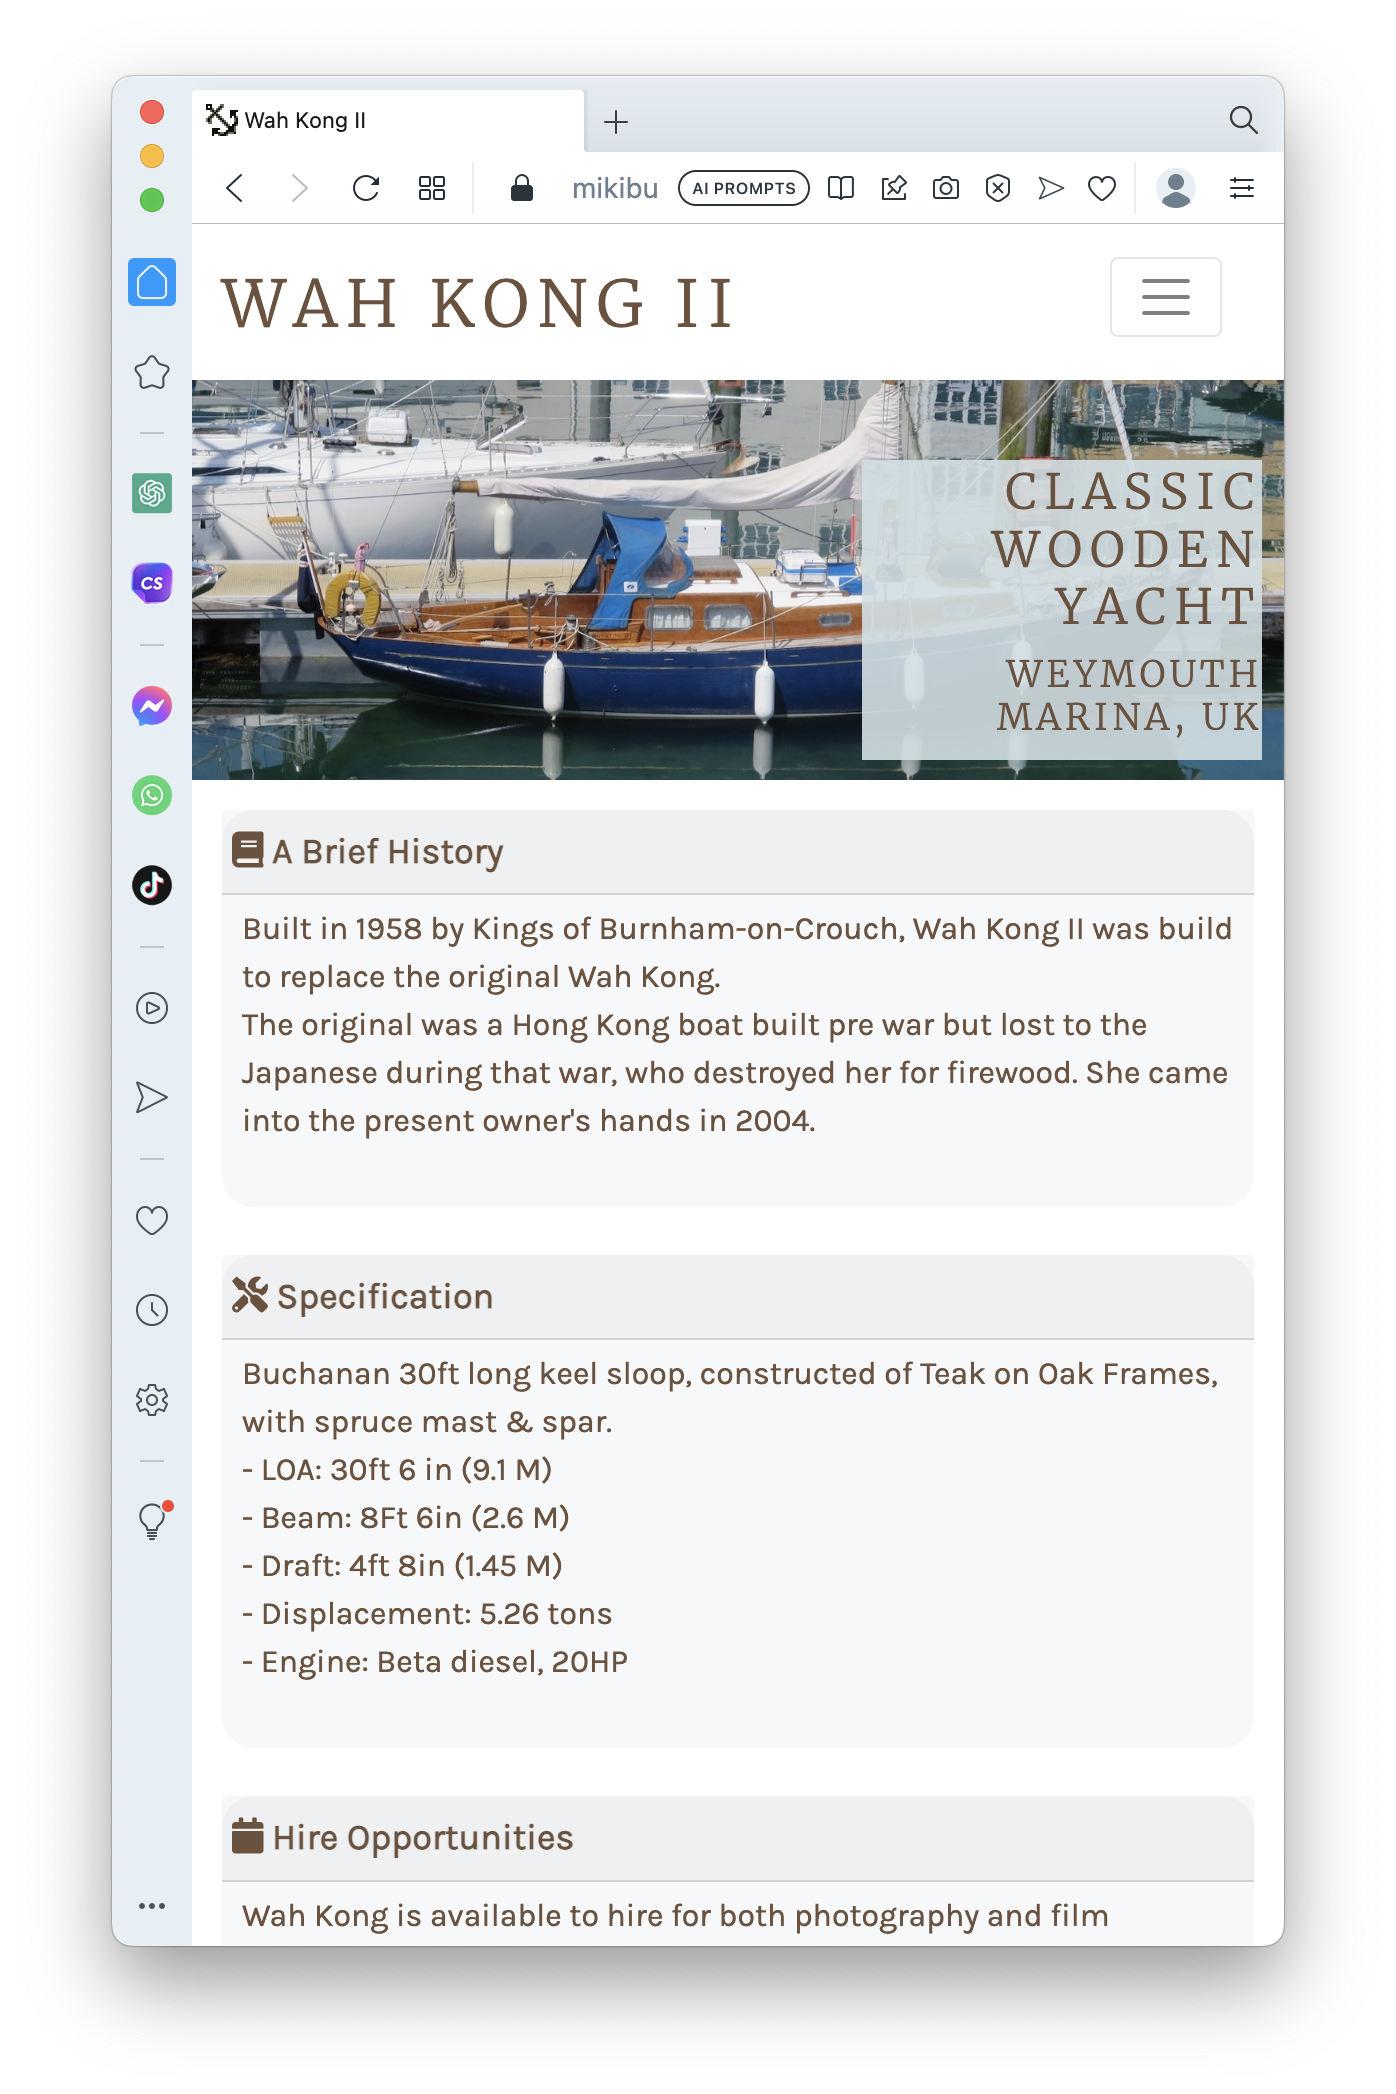 Wah Kong II
mikibu
AI PROMPTS
CS
WAH KONG II
CLASSIC
WOODEN
YACHT
WEYMOUTH
MARINA, UK
A Brief History
Built in 1958 by Kings of Burnham-on-Crouch, Wah Kong II was build
to replace the original Wah Kong.
The original was a Hong Kong boat built pre war but lost to the
Japanese during that war, who destroyed her for firewood. She came
into the present owner's hands in 2004.
Specification
Buchanan 30ft long keel sloop, constructed of Teak on Oak Frames,
with spruce mast & spar.
- LOA: 30ft 6 in (9.1 M)
- Beam: 8Ft 6in (2.6 M)
- Draft: 4ft 8in (1.45 M)
- Displacement: 5.26 tons
- Engine: Beta diesel, 20HP
Hire Opportunities
Wah Kong is available to hire for both photography and film